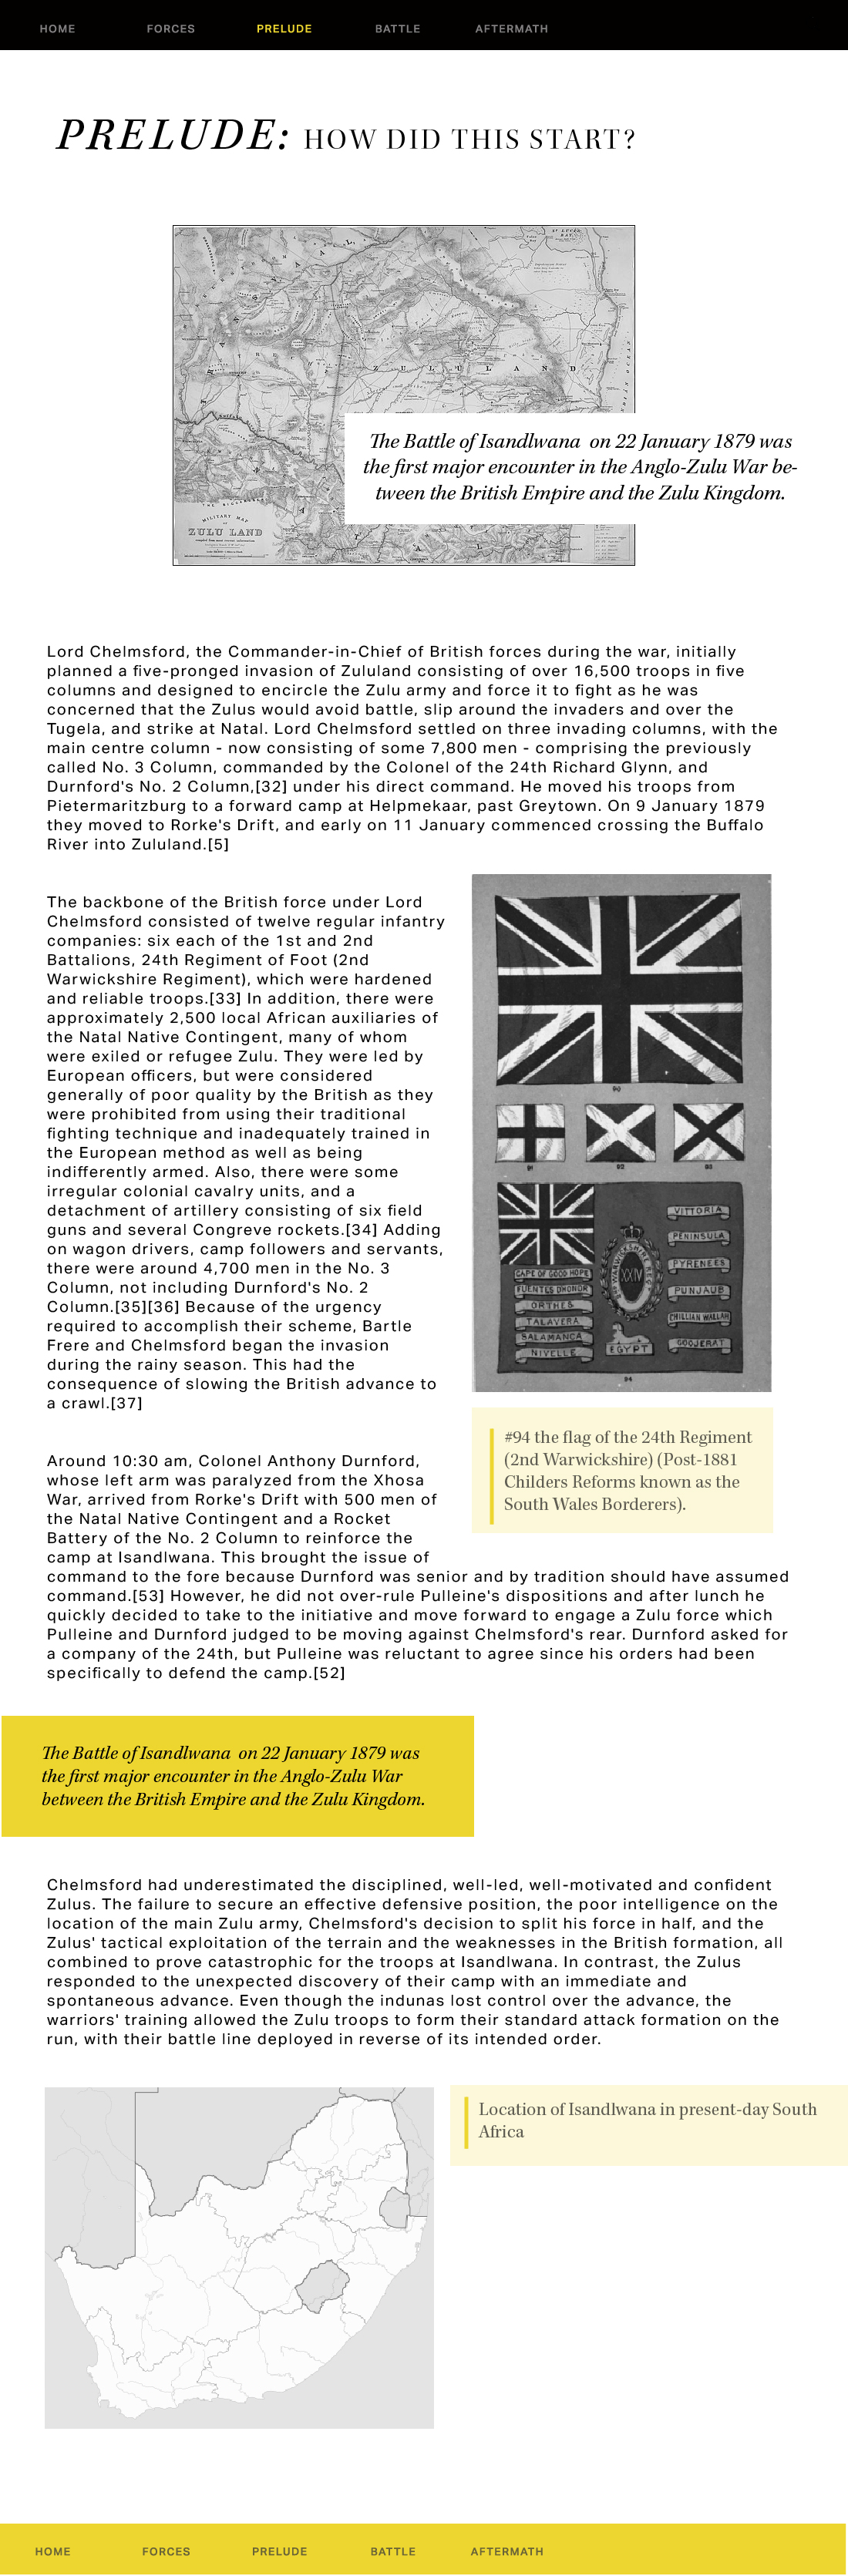 HOME FORCES PRELUDE BATTLE AFTERMATH
PRELUDE: HOW DID THIS START?
ZULULAND
The Battle of Isandlwana on 22 January 1879 was
the first major encounter in the Anglo-Zulu War be-
tween the British Empire and the Zulu Kingdom.
MILITARY MAP
OF
ZULU LAND
Lord Chelmsford, the Commander-in-Chief of British forces during the war, initially
planned a five-pronged invasion of Zululand consisting of over 16,500 troops in five
columns and designed to encircle the Zulu army and force it to fight as he was
concerned that the Zulus would avoid battle, slip around the invaders and over the
Tugela, and strike at Natal. Lord Chelmsford settled on three invading columns, with the
main centre column - now consisting of some 7,800 men - comprising the previously
called No. 3 Column, commanded by the Colonel of the 24th Richard Glynn, and
Durnford's No. 2 Column,[32] under his direct command. He moved his troops from
Pietermaritzburg to a forward camp at Helpmekaar, past Greytown. On 9 January 1879
they moved to Rorke's Drift, and early on 11 January commenced crossing the Buffalo
River into Zululand.[5]
The backbone of the British force under Lord
Chelmsford consisted of twelve regular infantry
companies: six each of the 1st and 2nd
Battalions, 24th Regiment of Foot (2nd
Warwickshire Regiment), which were hardened
and reliable troops.[33] In addition, there were
approximately 2,500 local African auxiliaries of
the Natal Native Contingent, many of whom
were exiled or refugee Zulu. They were led by
European officers, but were considered
generally of poor quality by the British as they
were prohibited from using their traditional
fighting technique and inadequately trained in
the European method as well as being
indifferently armed. Also, there were some
irregular colonial cavalry units, and a
detachment of artillery consisting of six field
guns and several Congreve rockets.[34] Adding
on wagon drivers, camp followers and servants,
there were around 4,700 men in the No. 3
Column, not including Durnford's No. 2
Column.[35][36] Because of the urgency
required to accomplish their scheme, Bartle
Frere and Chelmsford began the invasion
during the rainy season. This had the
consequence of slowing the British advance to
a crawl.[37]
90
91 92 93
VITTORIA
PENINSULA
PYRENEES
PUNJAUB
CHILLIAN WALLAH
GOOJERAT
CAPE OF GOOD HOPE
FUENTES D'HONOR
ORTHES
TALAVERA
SALAMANCA
NIVELLE
XXIV
EGYPT
94
#94 the flag of the 24th Regiment
(2nd Warwickshire) (Post-1881
Childers Reforms known as the
South Wales Borderers).
Around 10:30 am, Colonel Anthony Durnford,
whose left arm was paralyzed from the Xhosa
War, arrived from Rorke's Drift with 500 men of
the Natal Native Contingent and a Rocket
Battery of the No. 2 Column to reinforce the
camp at Isandlwana. This brought the issue of
command to the fore because Durnford was senior and by tradition should have assumed
command.[53] However, he did not over-rule Pulleine's dispositions and after lunch he
quickly decided to take to the initiative and move forward to engage a Zulu force which
Pulleine and Durnford judged to be moving against Chelmsford's rear. Durnford asked for
a company of the 24th, but Pulleine was reluctant to agree since his orders had been
specifically to defend the camp.[52]
The Battle of Isandlwana on 22 January 1879 was
the first major encounter in the Anglo-Zulu War
between the British Empire and the Zulu Kingdom.
Chelmsford had underestimated the disciplined, well-led, well-motivated and confident
Zulus. The failure to secure an effective defensive position, the poor intelligence on the
location of the main Zulu army, Chelmsford's decision to split his force in half, and the
Zulus' tactical exploitation of the terrain and the weaknesses in the British formation, all
combined to prove catastrophic for the troops at Isandlwana. In contrast, the Zulus
responded to the unexpected discovery of their camp with an immediate and
spontaneous advance. Even though the indunas lost control over the advance, the
warriors' training allowed the Zulu troops to form their standard attack formation on the
run, with their battle line deployed in reverse of its intended order.
Location of Isandlwana in present-day South
Africa
HOME FORCES PRELUDE BATTLE AFTERMATH